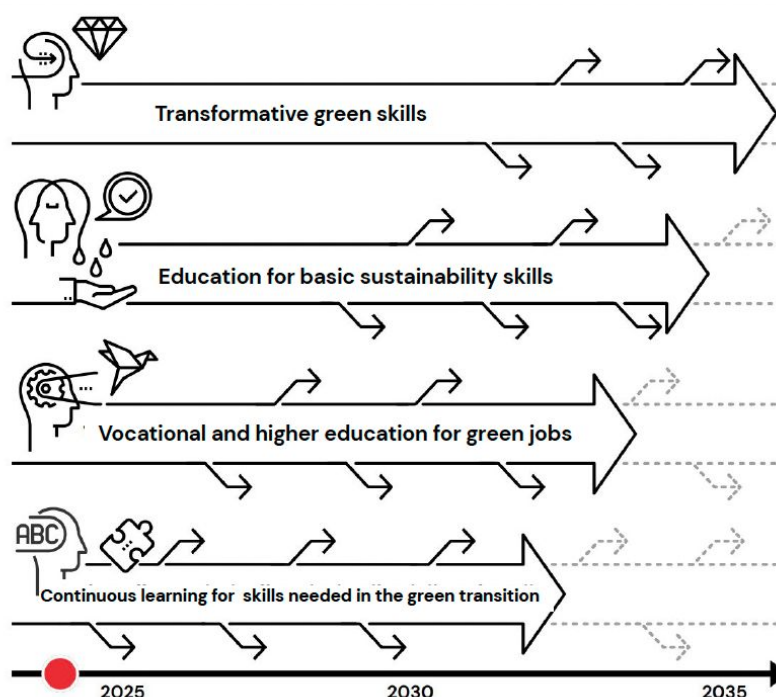 Transformative green skills
Education for basic sustainability skills
Vocational and higher education for green jobs
ABC
Continuous learning for skills needed in the green transition
2025
2030
2035